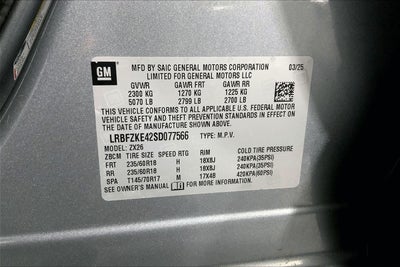 GM
MFD BY SAIC GENERAL MOTORS CORPORATION 03/25
LIMITED FOR GENERAL MOTORS LLC
GVWR GAWR FRT GAWR RR
2300 KG 1270 KG 1225 KG
5070 LB 2799 LB 2700 LB
THIS VEHICLE CONFORMS TO ALL APPLICABLE U.S. FEDERAL MOTOR
VEHICLE SAFETY AND THEFT PREVENTION STANDARDS IN EFFECT ON
THE DATE OF MANUFACTURE SHOWN ABOVE.
LRBFZKE42SD077566 TYPE: M.P.V.
MODEL: ZX26
ZBCM TIRE SIZE SPEED RTG RIM COLD TIRE PRESSURE
FRT 235/60R18 H 18X8J 240KPA(35PSI)
RR 235/60R18 H 18X8J 240KPA(35PSI)
SPA T145/70R17 M 17X4B 420KPA(60PSI)
SEE OWNER'S MANUAL FOR MORE INFORMATION.